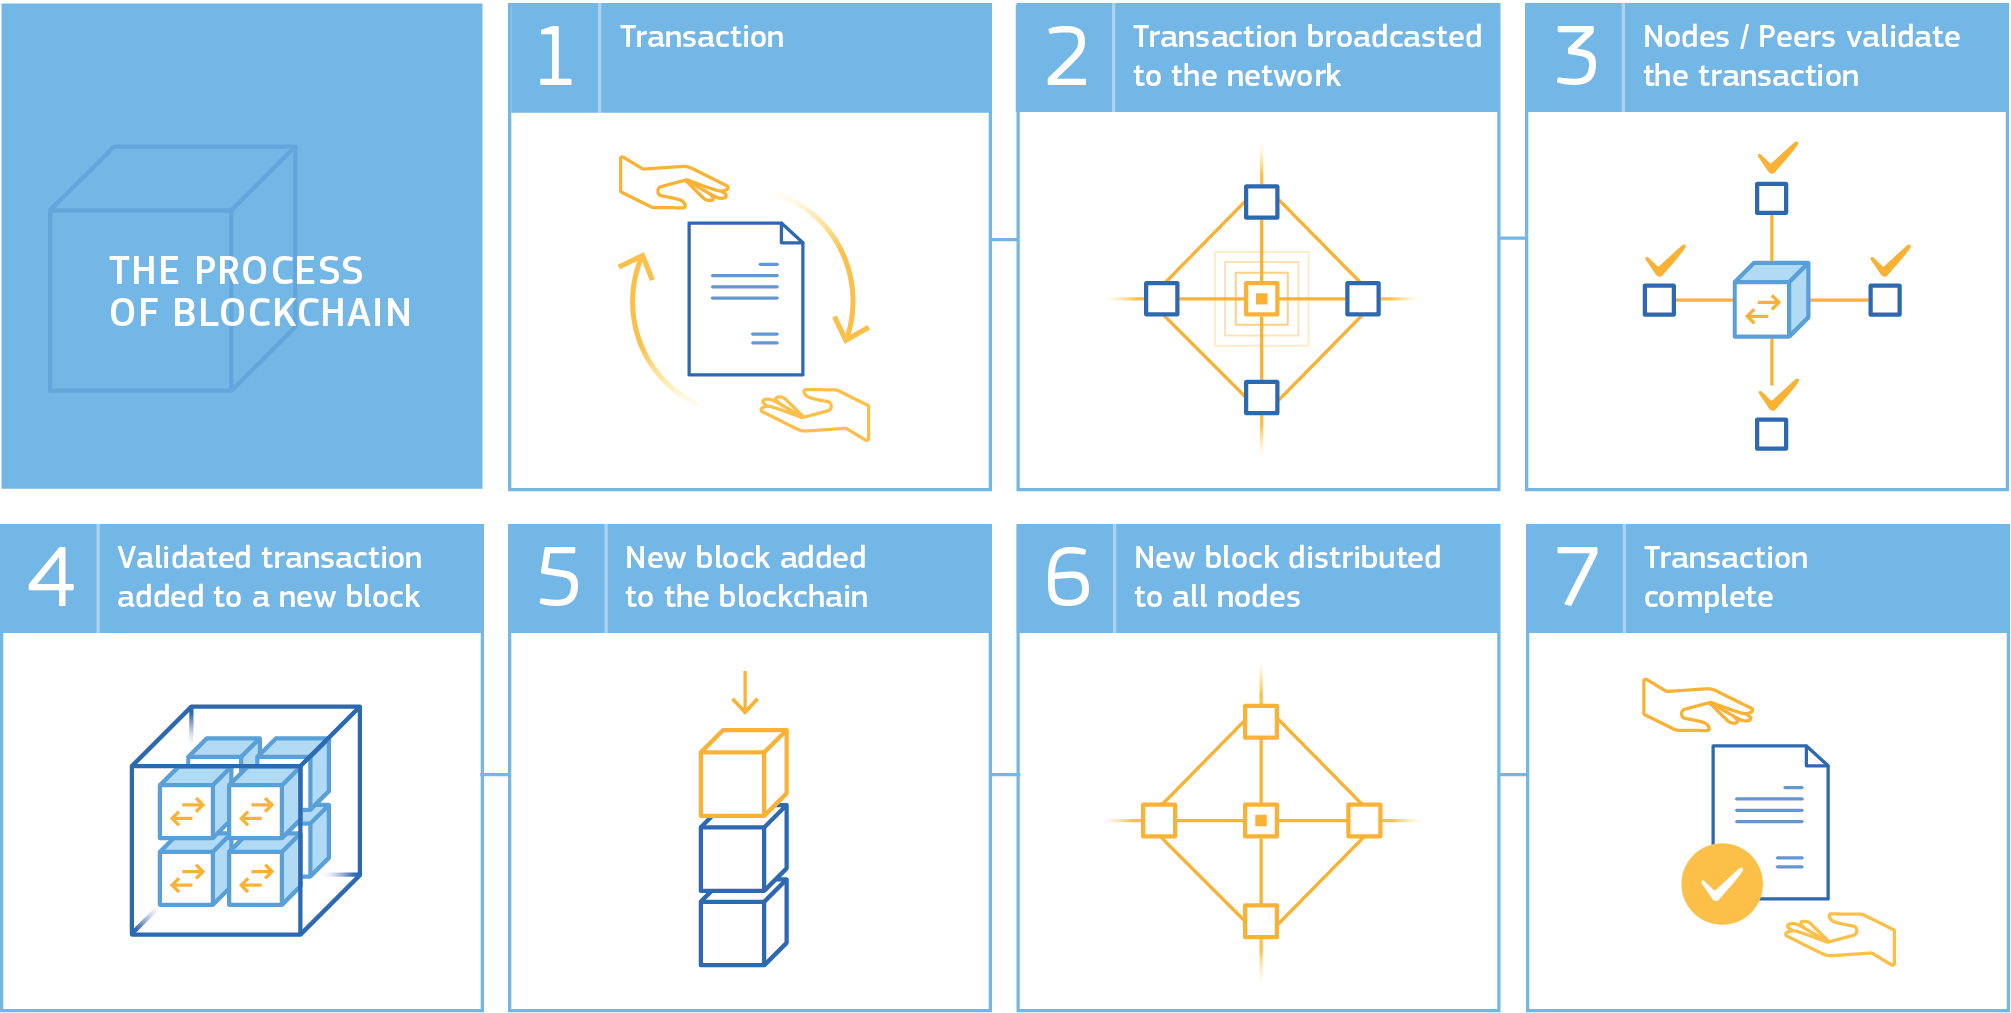 THE PROCESS
OF BLOCKCHAIN
1
Transaction
2
Transaction broadcasted
to the network
3
Nodes / Peers validate
the transaction
4
Validated transaction
added to a new block
5
New block added
to the blockchain
6
New block distributed
to all nodes
7
Transaction
complete